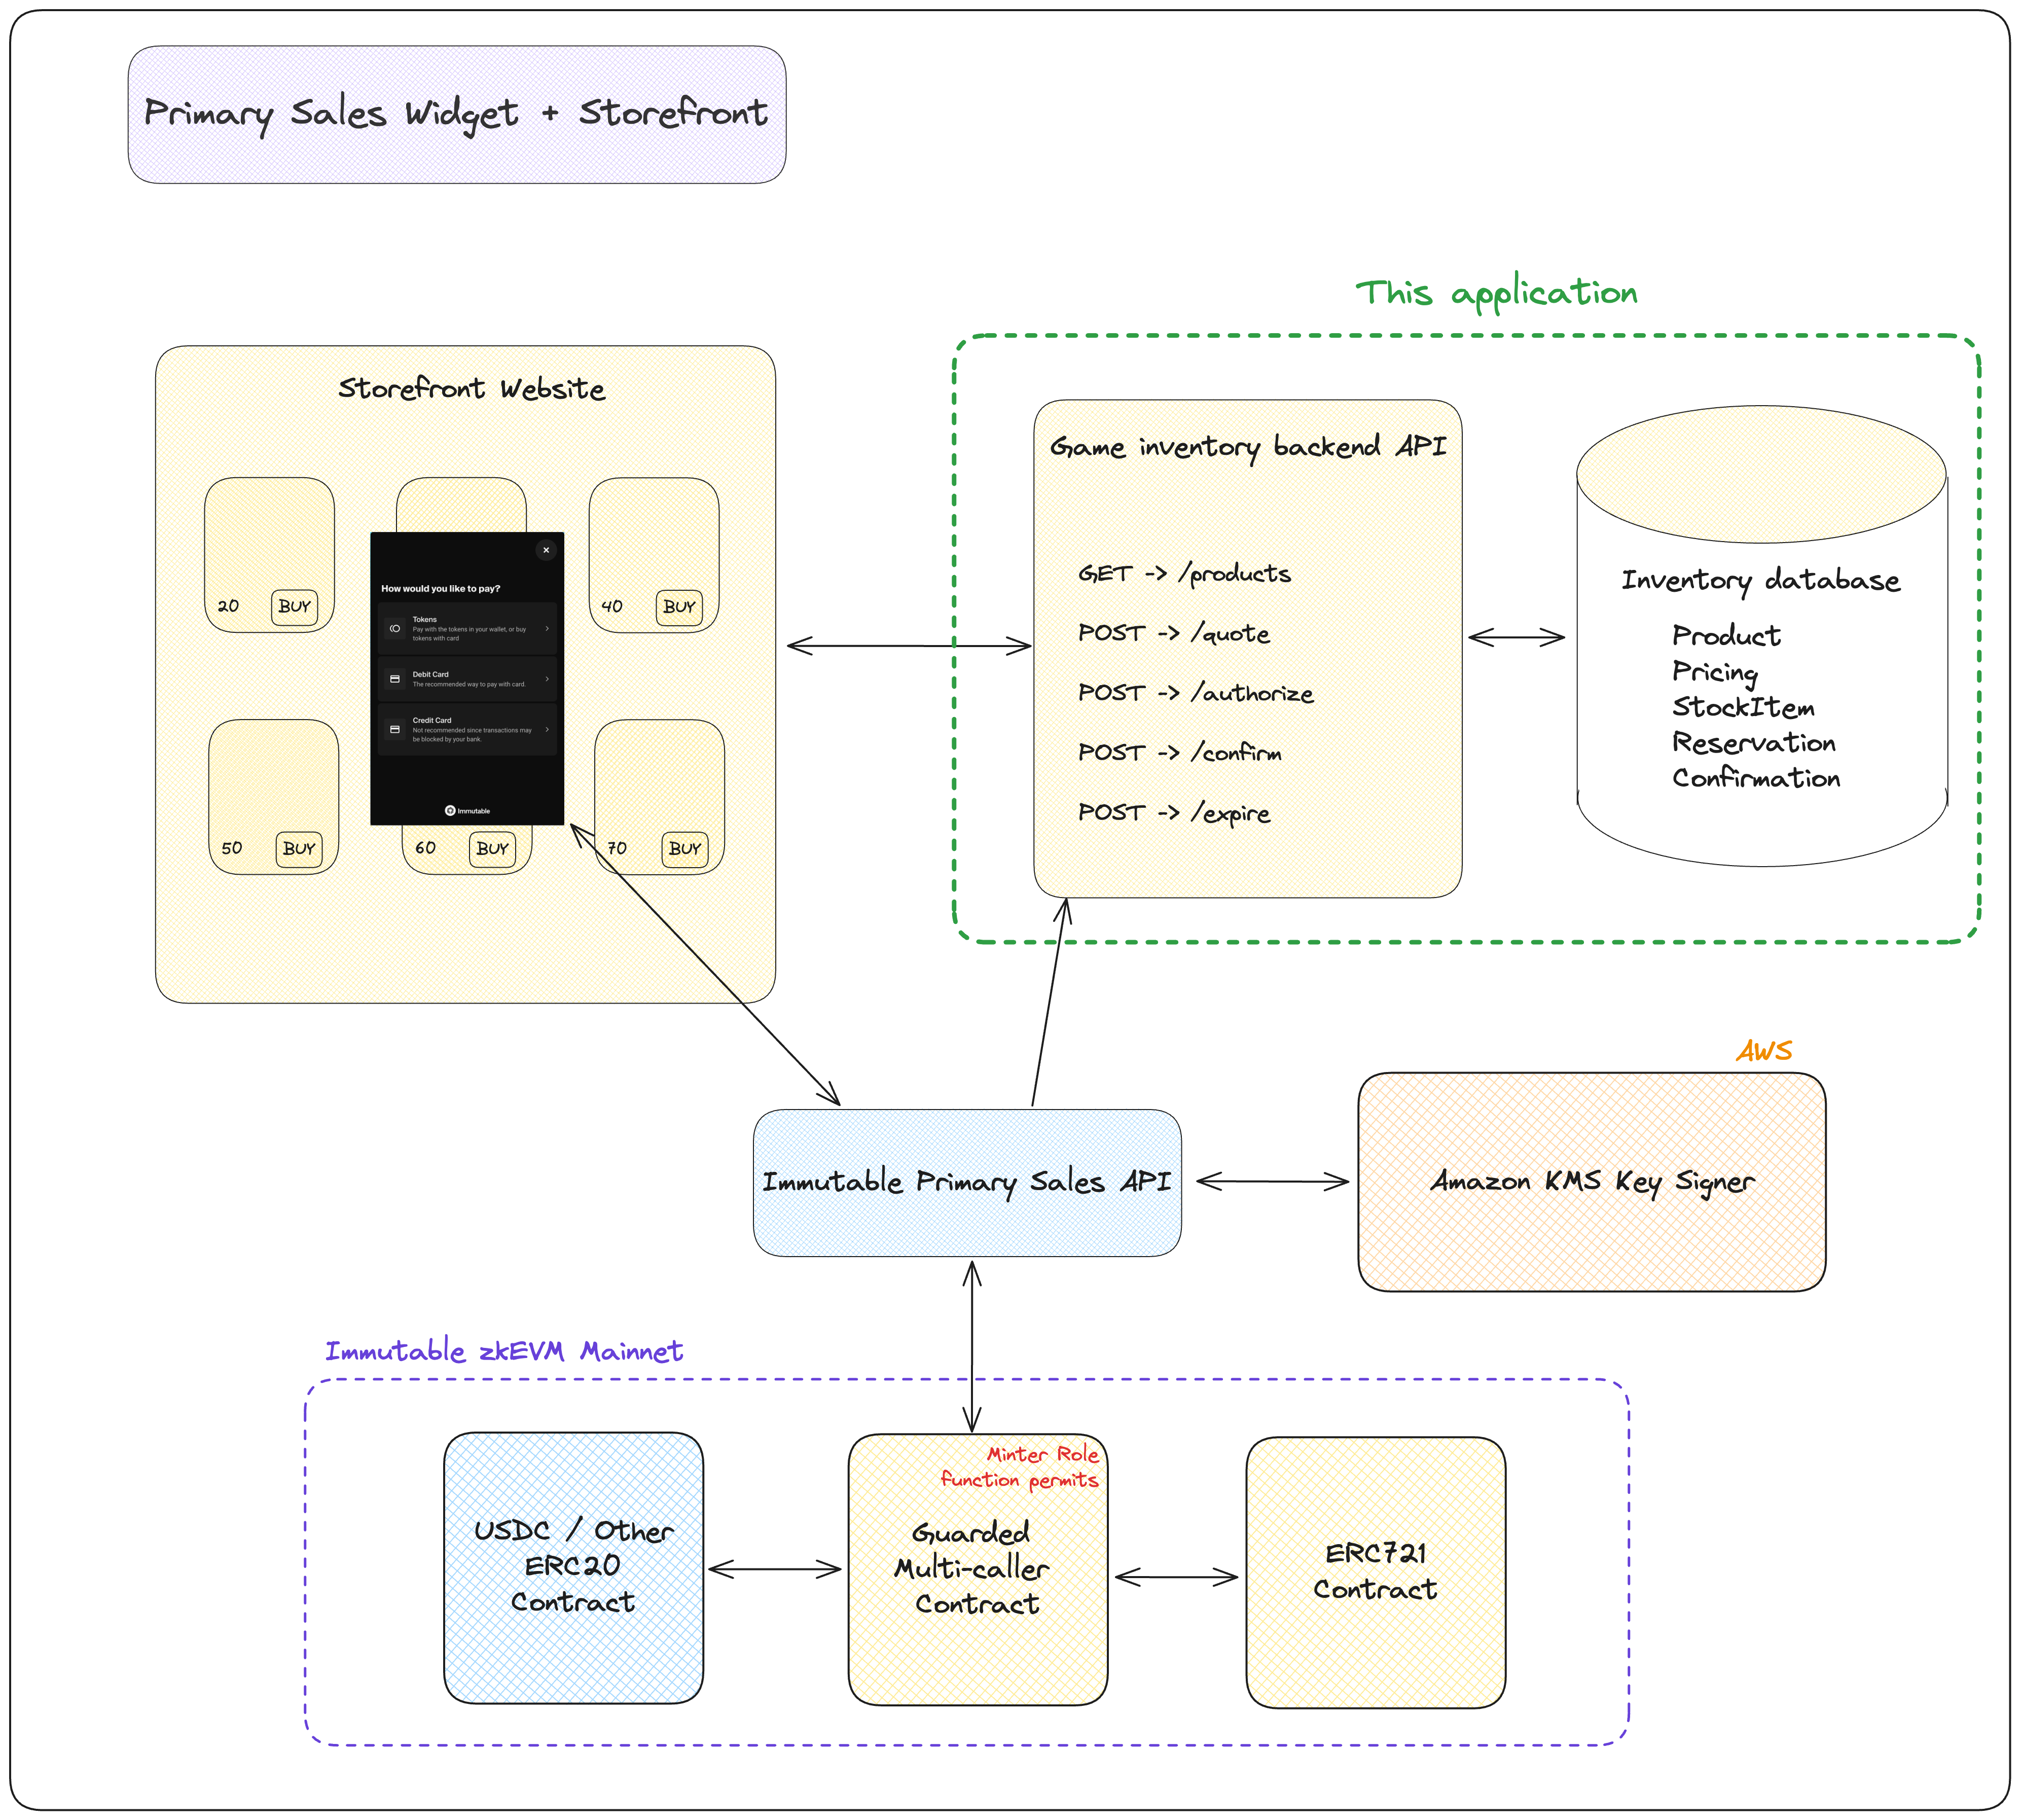 Primary Sales Widget + Storefront
This application
Storefront Website
20
BUY
40
BUY
How would you like to pay?
Tokens
Pay with the tokens in your wallet, or buy
tokens with card
Debit Card
The recommended way to pay with card.
Credit Card
Not recommended since transactions may
be blocked by your bank.
Immutable
50
BUY
60
BUY
70
BUY
Game inventory backend API
GET -> /products
POST -> /quote
POST -> /authorize
POST -> /confirm
POST -> /expire
Inventory database
Product
Pricing
StockItem
Reservation
Confirmation
AWS
Immutable Primary Sales API
Amazon KMS Key Signer
Immutable zkEVM Mainnet
USDC / Other
ERC20
Contract
Minter Role
function permits
Guarded
Multi-caller
Contract
ERC721
Contract